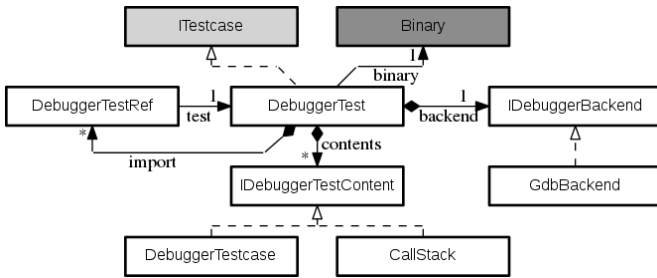 ITestcase
Binary
1
binary
DebuggerTestRef
1
test
DebuggerTest
1
backend
IDebuggerBackend
*
import
contents
*
IDebuggerTestContent
GdbBackend
DebuggerTestcase
CallStack